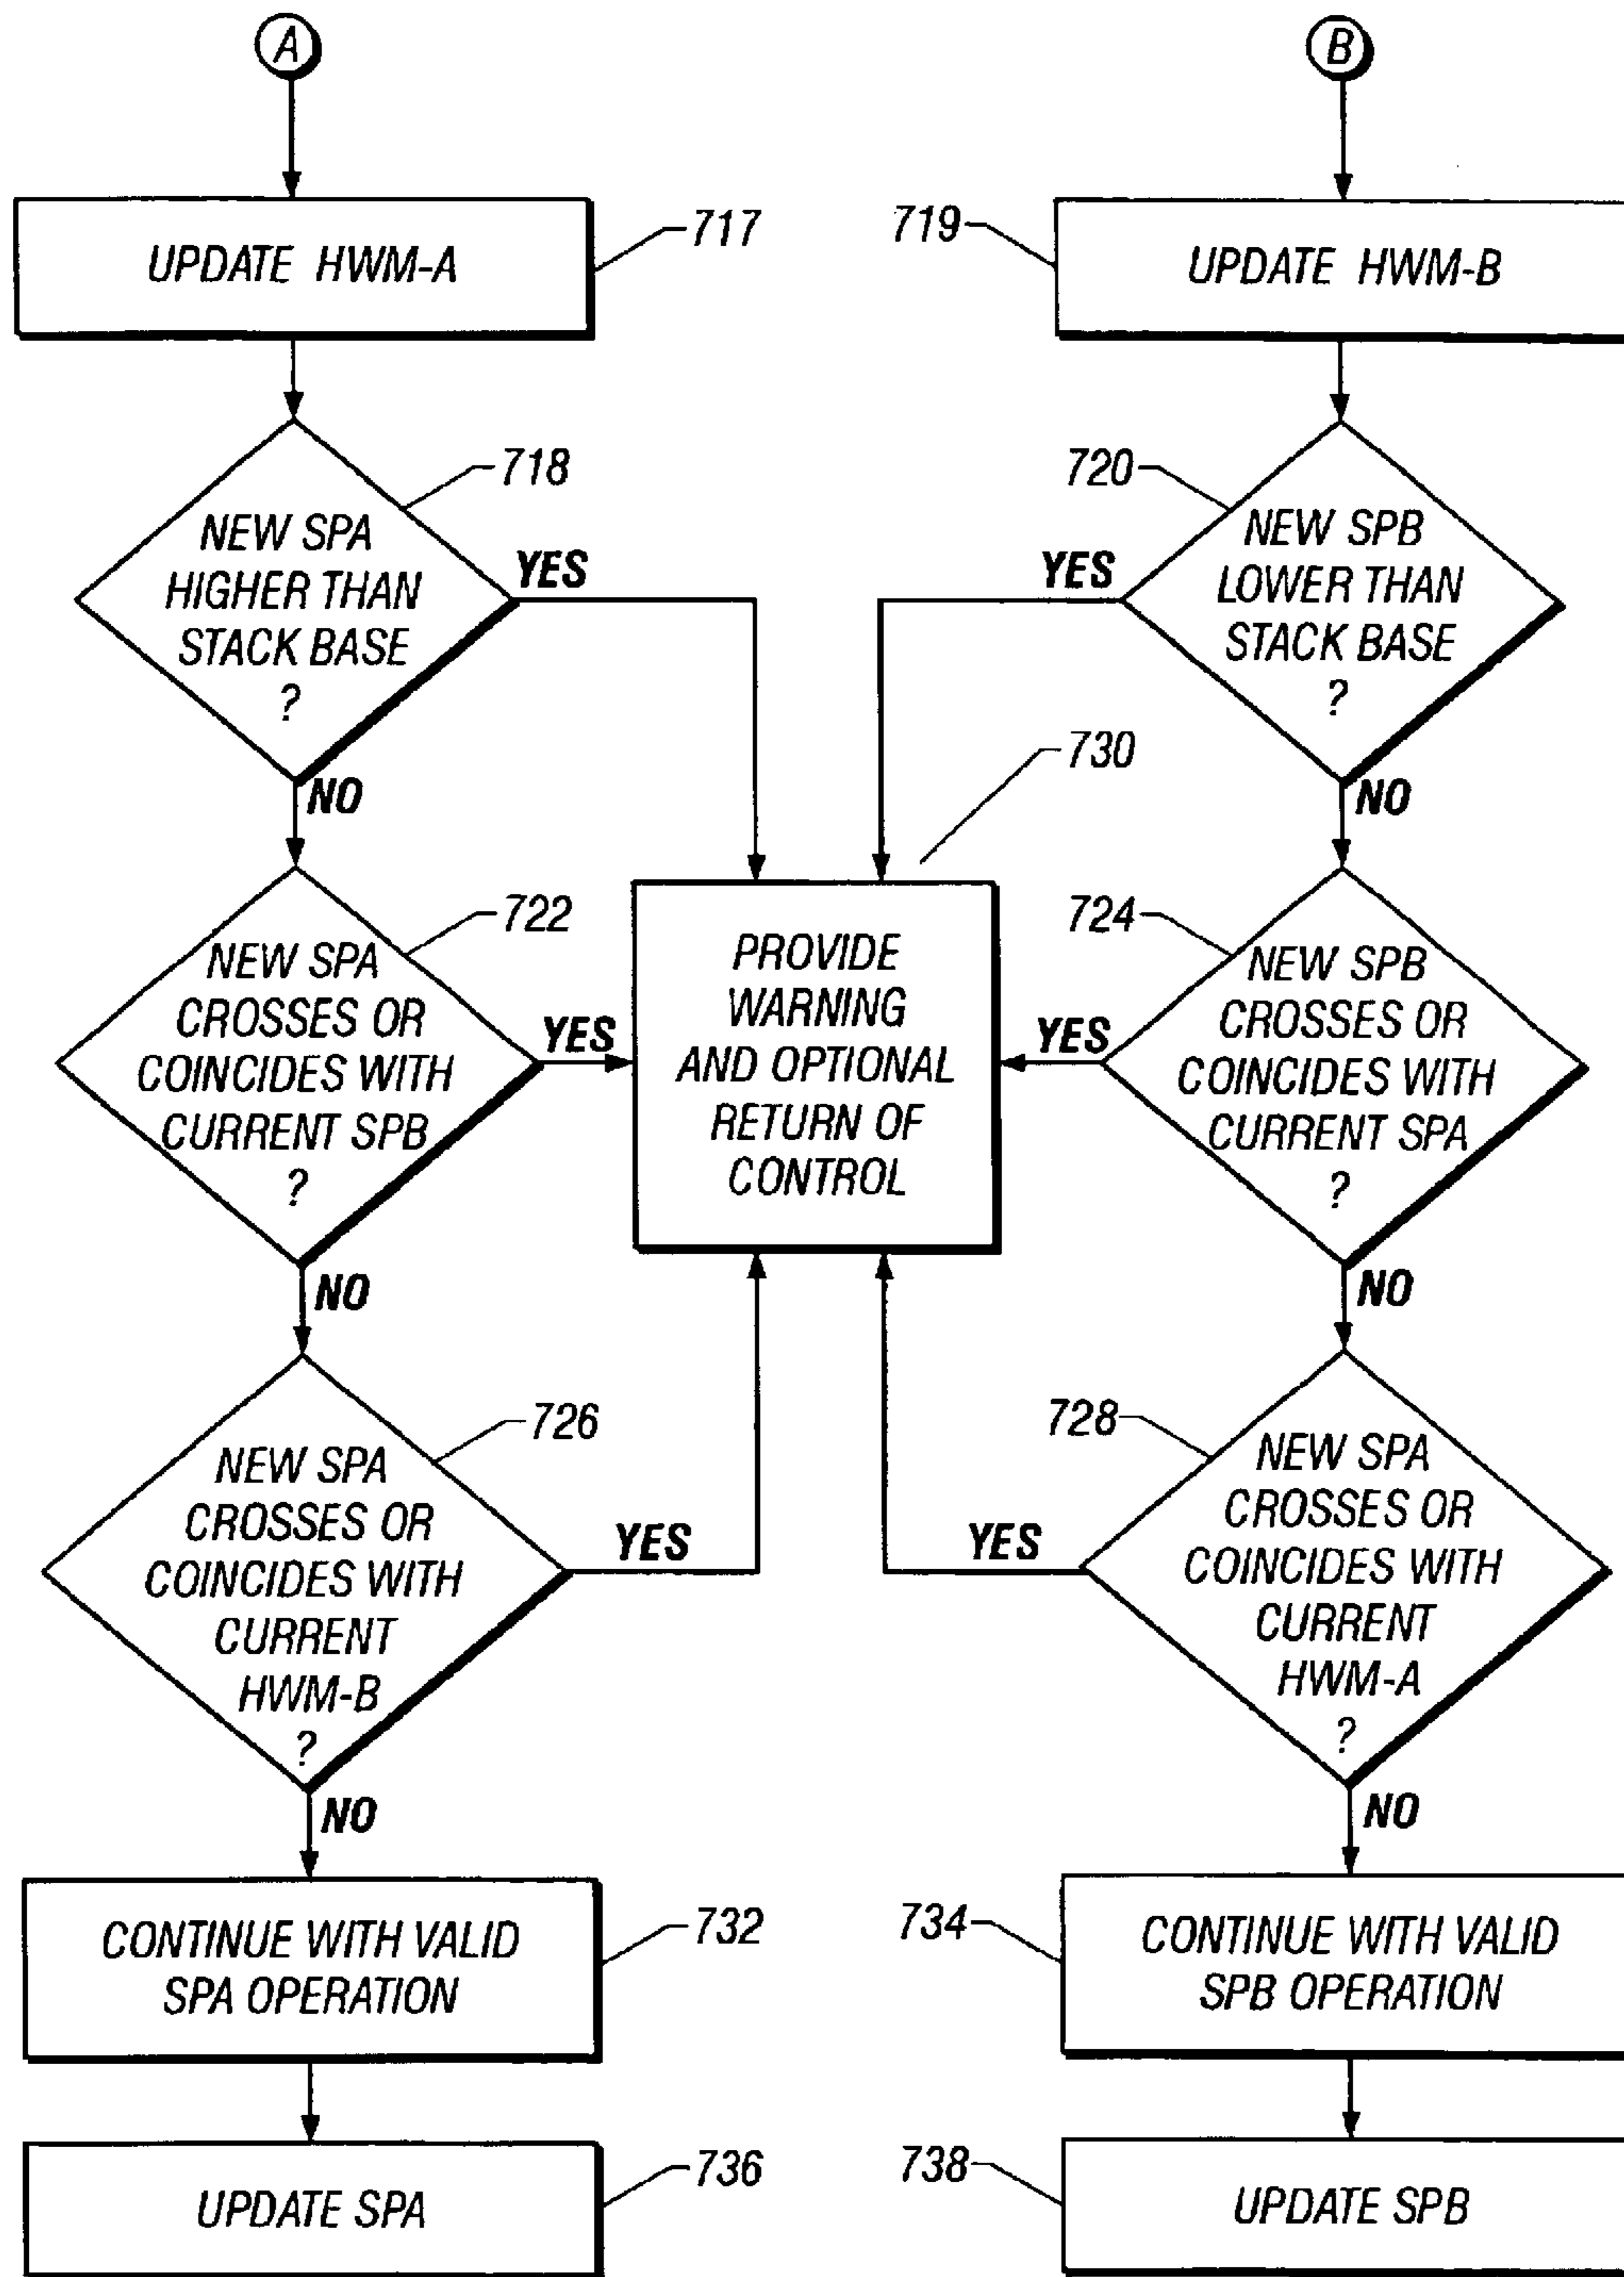 A
B
UPDATE HWM-A
717
719
UPDATE HWM-B
718
NEW SPA
HIGHER THAN
STACK BASE
?
YES
NO
720
NEW SPB
LOWER THAN
STACK BASE
?
YES
NO
730
PROVIDE
WARNING
AND OPTIONAL
RETURN OF
CONTROL
722
NEW SPA
CROSSES OR
COINCIDES WITH
CURRENT SPB
?
YES
NO
724
NEW SPB
CROSSES OR
COINCIDES WITH
CURRENT SPA
?
YES
NO
726
NEW SPA
CROSSES OR
COINCIDES WITH
CURRENT
HWM-B
?
YES
NO
728
NEW SPA
CROSSES OR
COINCIDES WITH
CURRENT
HWM-A
?
YES
NO
CONTINUE WITH VALID
SPA OPERATION
732
734
CONTINUE WITH VALID
SPB OPERATION
UPDATE SPA
736
738
UPDATE SPB